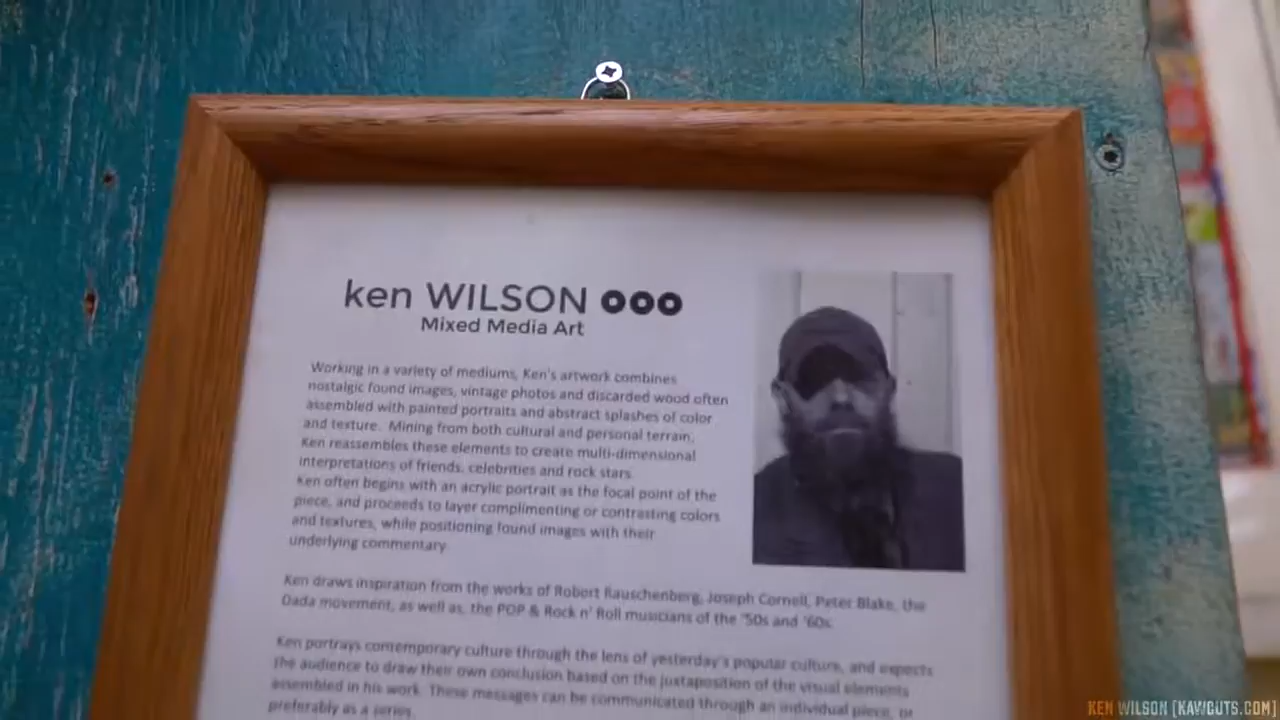 ken WILSON
Mixed Media Art
Working in a variety of mediums, Ken's artwork combines
nostalgic found images, vintage photos and discarded wood often
assembled with painted portraits and abstract splashes of color
and texture. Mining from both cultural and personal terrain,
Ken reassembles these elements to create multi-dimensional
interpretations of friends, celebrities and rock stars.
Ken often begins with an acrylic portrait as the focal point of the
piece, and proceeds to layer complimenting or contrasting colors
and textures, while positioning found images with their
underlying commentary.
Ken draws inspiration from the works of Robert Rauschenberg, Joseph Cornell, Peter Blake, the
Dada movement, as well as, the POP & Rock n' Roll musicians of the '50s and '60s.
Ken portrays contemporary culture through the lens of yesterday's popular culture, and expects
the audience to draw their own conclusion based on the juxtaposition of the visual elements
assembled in his work. These messages can be communicated through an individual piece, or
preferably as a series.
KEN WILSON [KAWCUTS.COM]